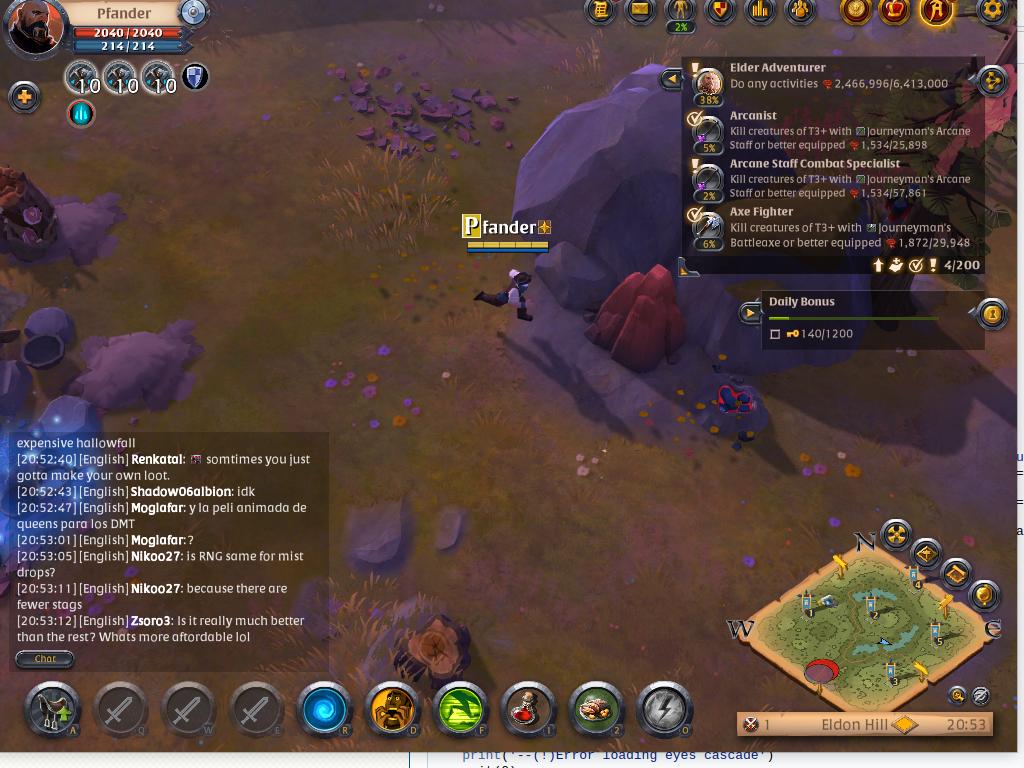 Pfander
2040 / 2040
214 / 214
10
10
10
2%
Elder Adventurer
Do any activities 2,466,996/6,413,000
38%
Arcanist
Kill creatures of T3+ with Journeyman's Arcane
Staff or better equipped 1,534/25,898
5%
Arcane Staff Combat Specialist
Kill creatures of T3+ with Journeyman's Arcane
Staff or better equipped 1,534/57,861
2%
Axe Fighter
Kill creatures of T3+ with Journeyman's
Battleaxe or better equipped 1,872/29,948
6%
4/200
Daily Bonus
140/1200
Pfander
expensive hallowfall
[20:52:40] [English] Renkatal: somtimes you just
gotta make your own loot.
[20:52:43] [English] Shadow06albion: idk
[20:52:47] [English] Moglafar: y la peli animada de
queens para los DMT
[20:53:01] [English] Moglafar: ?
[20:53:05] [English] Nikoo27: is RNG same for mist
drops?
[20:53:11] [English] Nikoo27: because there are
fewer stags
[20:53:12] [English] Zsoro3: Is it really much better
than the rest? Whats more affordable lol
Chat
N
W
E
1
2
3
4
5
A
Q
W
E
R
D
F
1
2
O
1 Eldon Hill 20:53
print('--(!)Error loading eyes cascade')